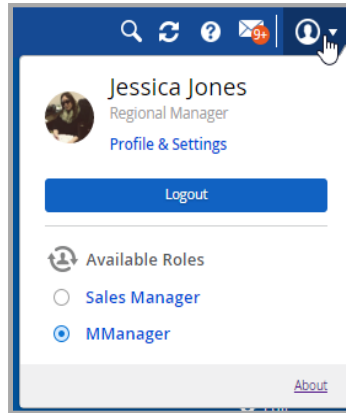 9+
Jessica Jones
Regional Manager
Profile & Settings
Logout
Available Roles
Sales Manager
MManager
About